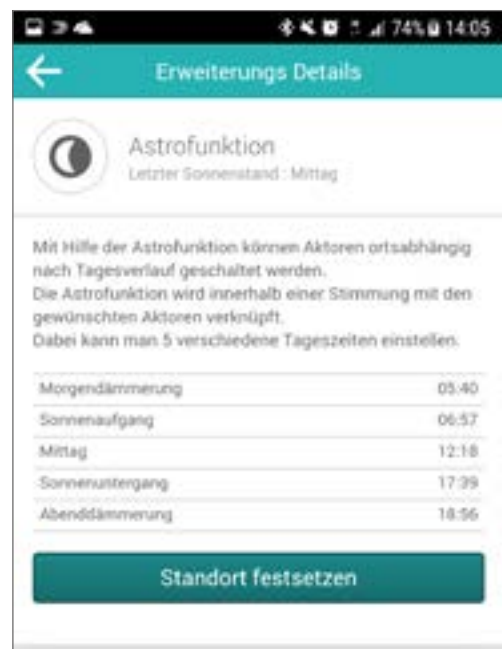 74% 14:05
Erweiterungs Details
Astrofunktion
Letzter Sonnenstand : Mittag
Mit Hilfe der Astrofunktion können Aktoren ortsabhängig
nach Tagesverlauf geschaltet werden.
Die Astrofunktion wird innerhalb einer Stimmung mit den
gewünschten Aktoren verknüpft.
Dabei kann man 5 verschiedene Tageszeiten einstellen.
Morgendämmerung 05:40
Sonnenaufgang 06:57
Mittag 12:18
Sonnenuntergang 17:39
Abenddämmerung 18:56
Standort festsetzen